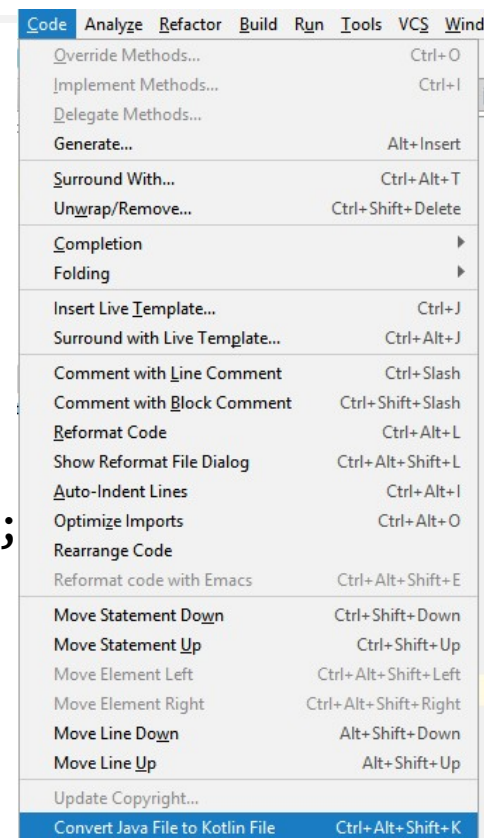 Code Analyze Refactor Build Run Tools VCS Wind
Override Methods... Ctrl+O
Implement Methods... Ctrl+I
Delegate Methods...
Generate... Alt+Insert
Surround With... Ctrl+Alt+T
Unwrap/Remove... Ctrl+Shift+Delete
Completion
Folding
Insert Live Template... Ctrl+J
Surround with Live Template... Ctrl+Alt+J
Comment with Line Comment Ctrl+Slash
Comment with Block Comment Ctrl+Shift+Slash
Reformat Code Ctrl+Alt+L
Show Reformat File Dialog Ctrl+Alt+Shift+L
Auto-Indent Lines Ctrl+Alt+I
; Optimize Imports Ctrl+Alt+O
Rearrange Code
Reformat code with Emacs Ctrl+Alt+Shift+E
Move Statement Down Ctrl+Shift+Down
Move Statement Up Ctrl+Shift+Up
Move Element Left Ctrl+Alt+Shift+Left
Move Element Right Ctrl+Alt+Shift+Right
Move Line Down Alt+Shift+Down
Move Line Up Alt+Shift+Up
Update Copyright...
Convert Java File to Kotlin File Ctrl+Alt+Shift+K